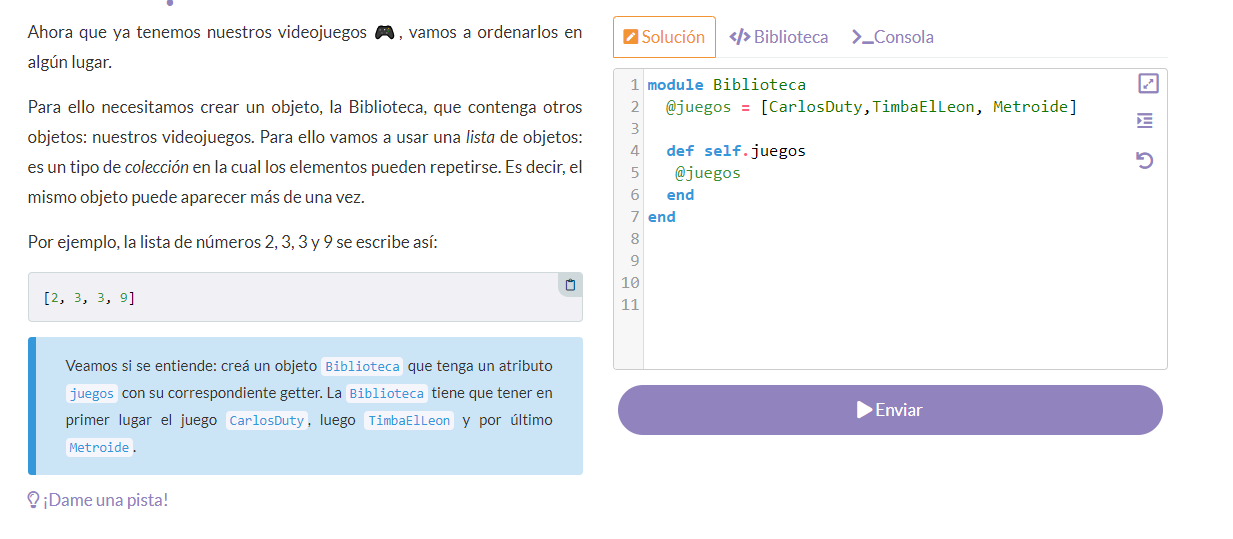 Ahora que ya tenemos nuestros videojuegos 🎮, vamos a ordenarlos en
algún lugar.
Para ello necesitamos crear un objeto, la Biblioteca, que contenga otros
objetos: nuestros videojuegos. Para ello vamos a usar una lista de objetos:
es un tipo de colección en la cual los elementos pueden repetirse. Es decir, el
mismo objeto puede aparecer más de una vez.
Por ejemplo, la lista de números 2, 3, 3 y 9 se escribe así:
[2, 3, 3, 9]
Veamos si se entiende: creá un objeto Biblioteca que tenga un atributo
juegos con su correspondiente getter. La Biblioteca tiene que tener en
primer lugar el juego CarlosDuty, luego TimbaElLeon y por último
Metroide.
¡Dame una pista!
Solución </> Biblioteca >_Consola
1 module Biblioteca
2   @juegos = [CarlosDuty,TimbaElLeon, Metroide]
3
4   def self.juegos
5    @juegos
6   end
7 end
8
9
10
11
Enviar